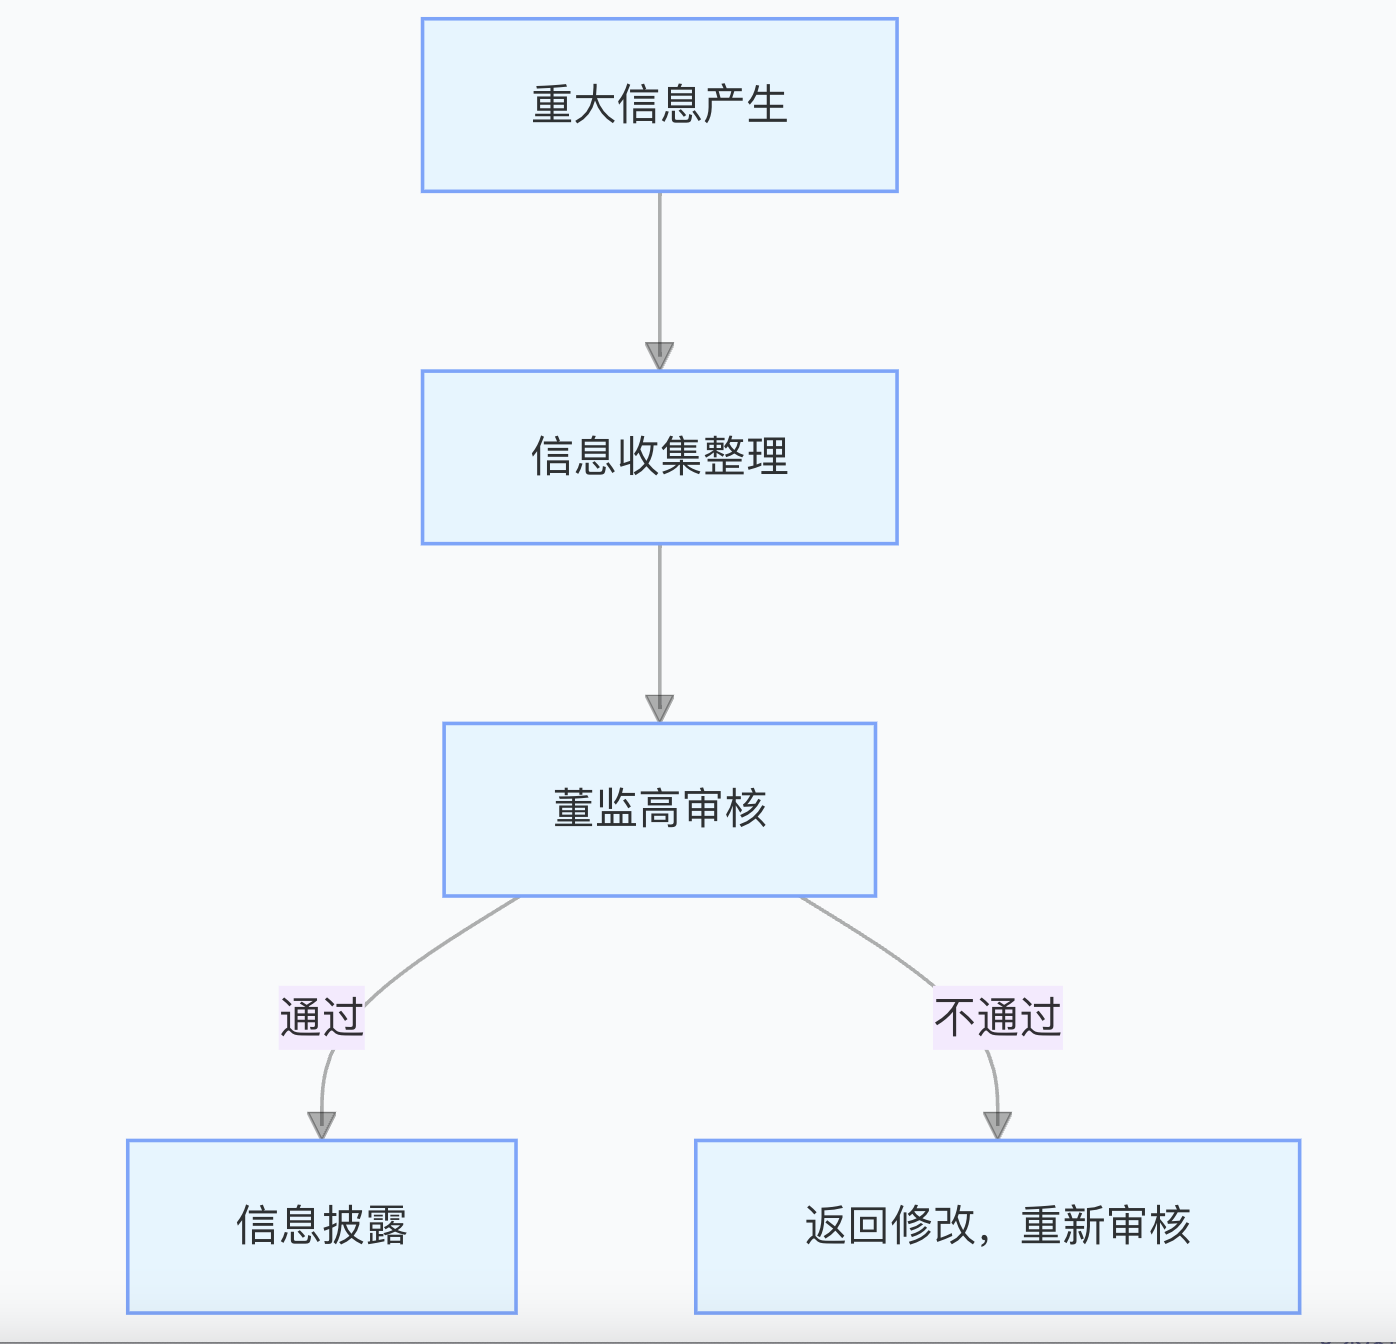 重大信息产生
信息收集整理
董监高审核
通过
不通过
信息披露
返回修改，重新审核